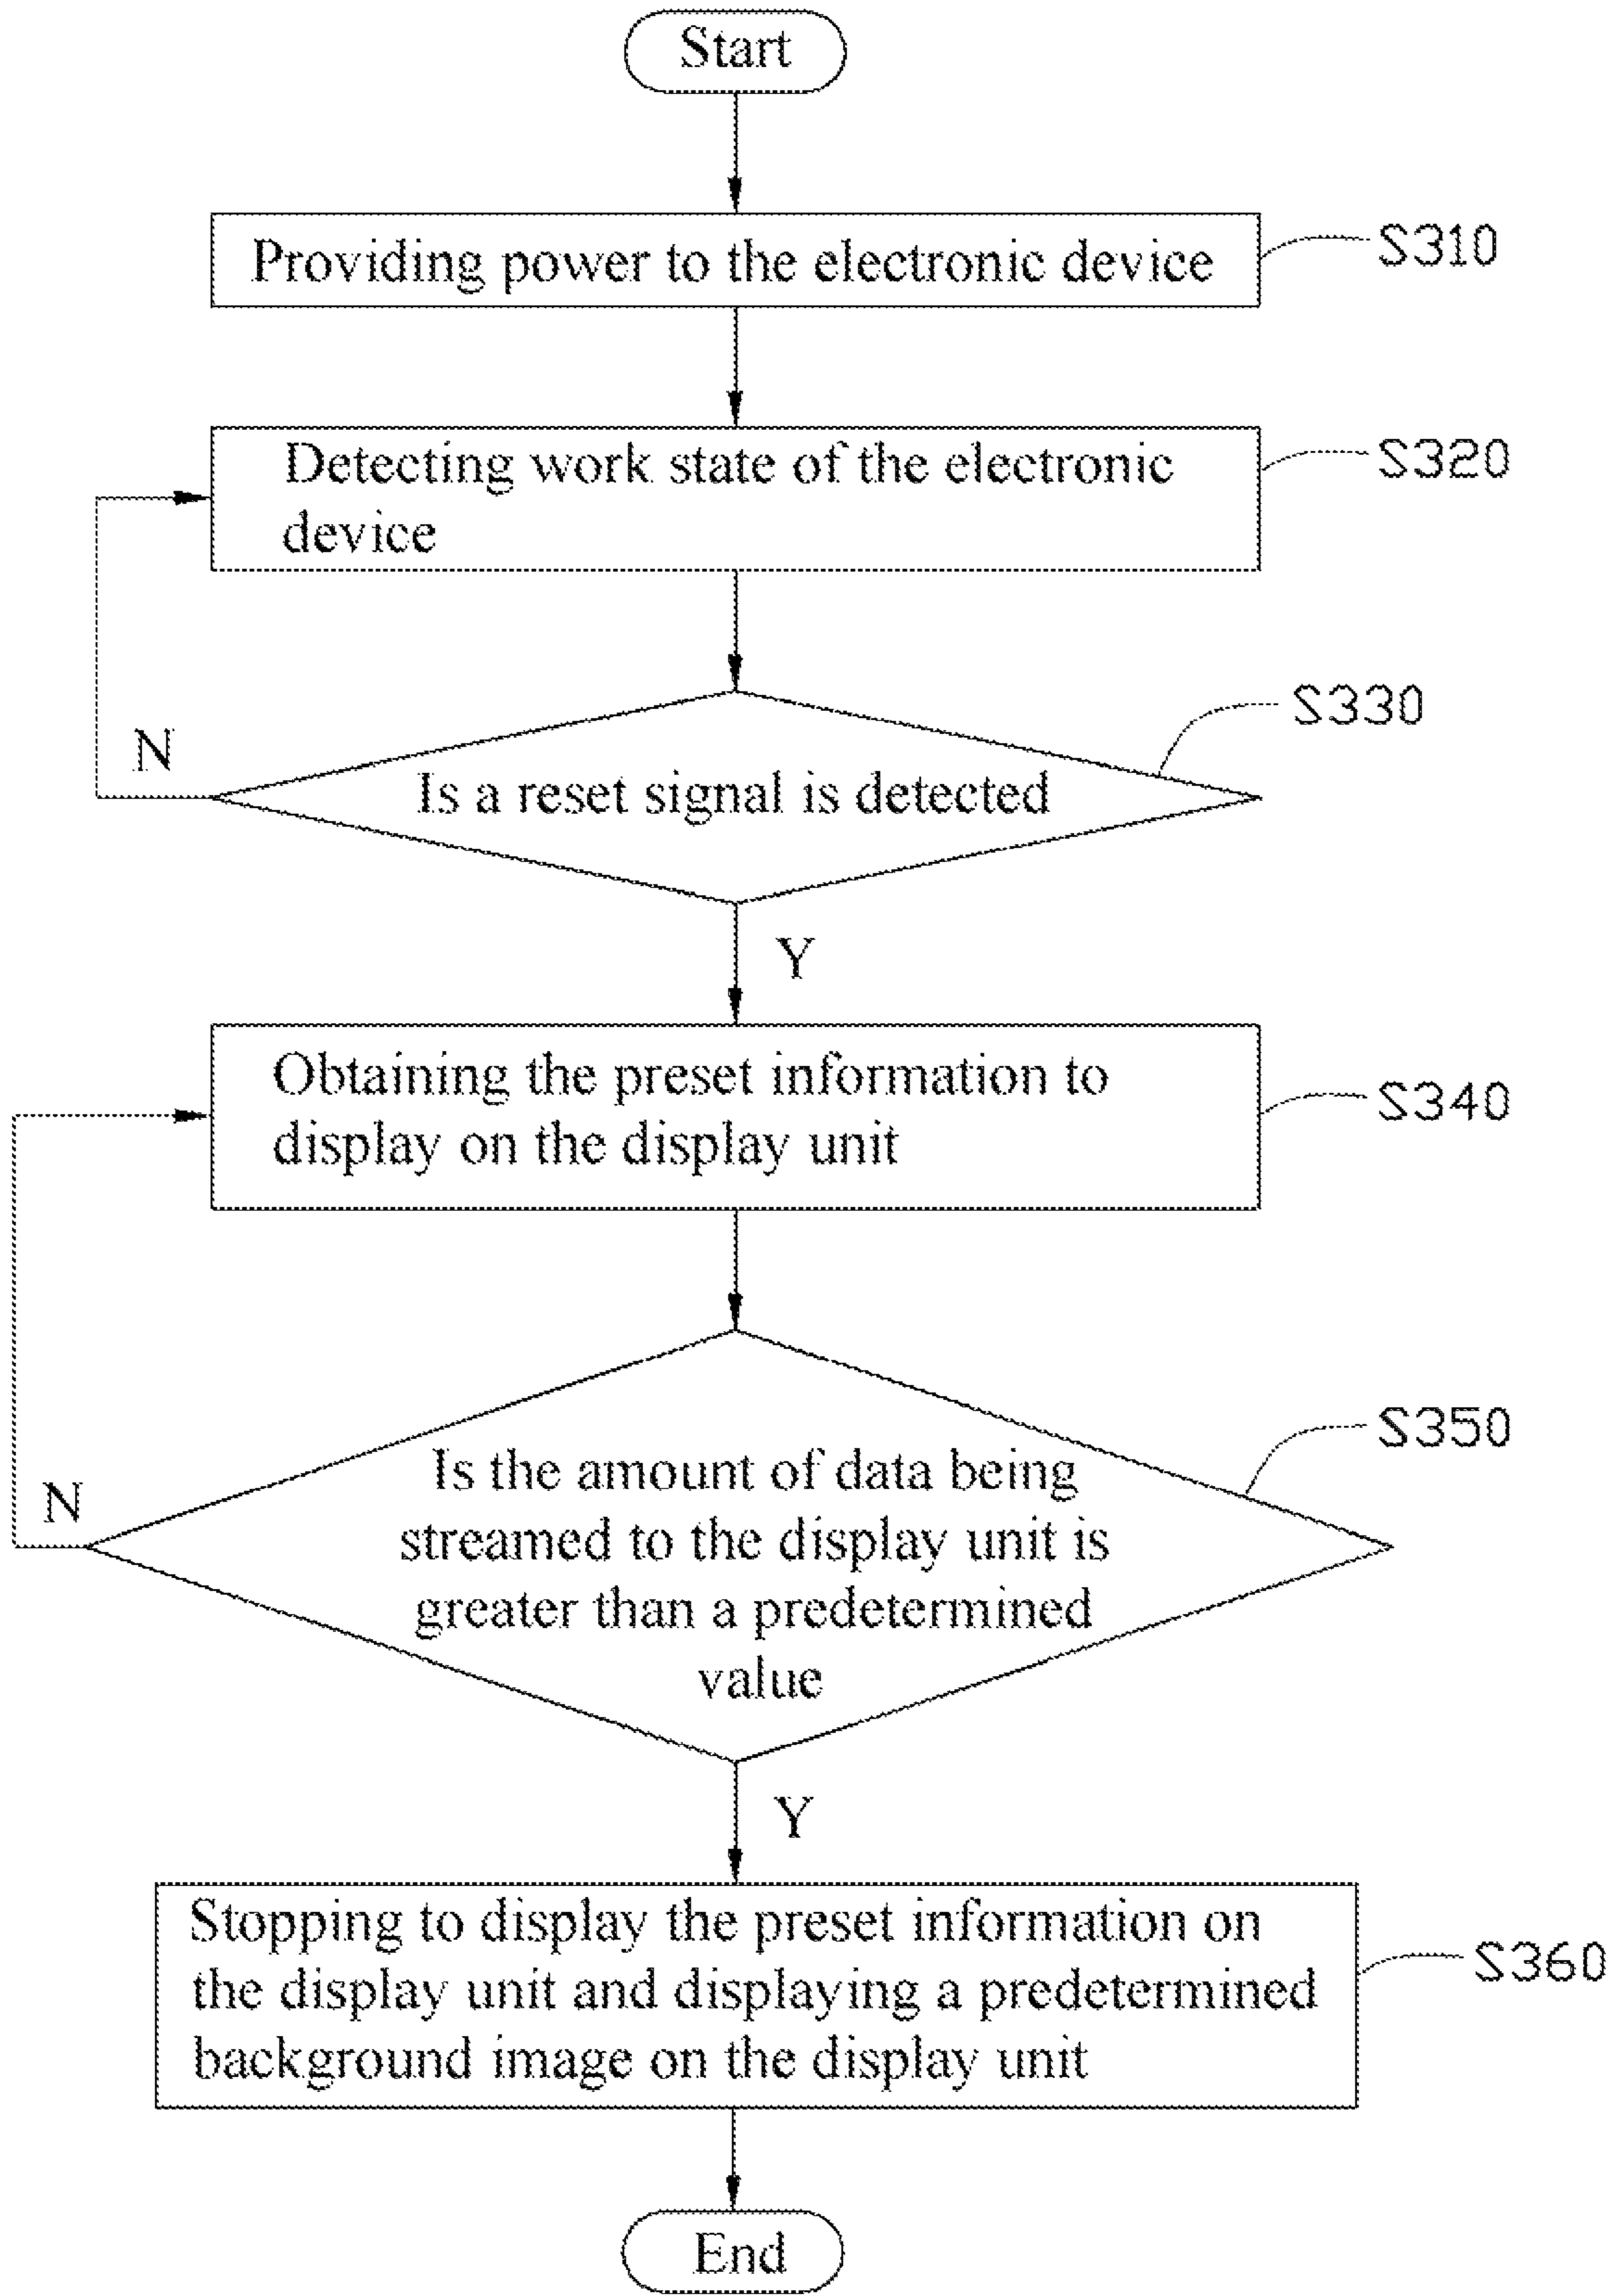 Start
Providing power to the electronic device
S310
Detecting work state of the electronic
device
S320
S330
N
Is a reset signal is detected
Y
Obtaining the preset information to
display on the display unit
S340
S350
N
Is the amount of data being
streamed to the display unit is
greater than a predetermined
value
Y
Stopping to display the preset information on
the display unit and displaying a predetermined
background image on the display unit
S360
End